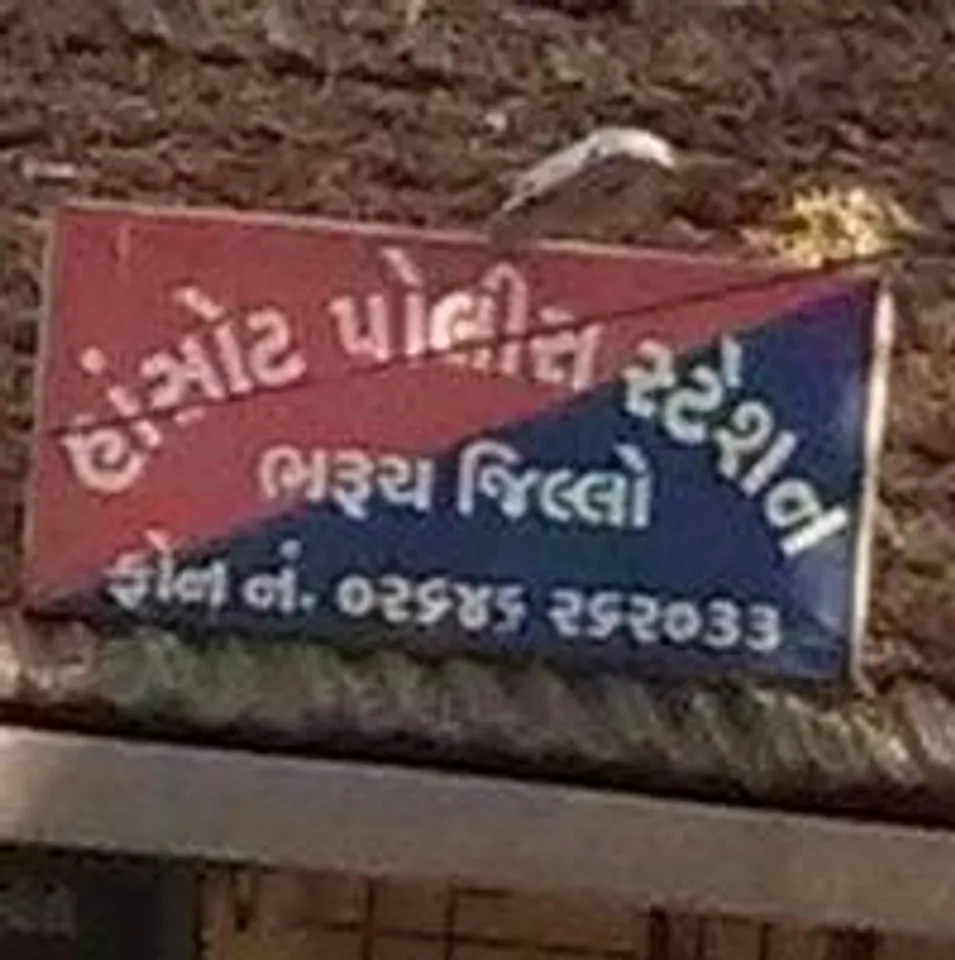 હાંસોટ પોલીસ સ્ટેશન
ભરૂચ જિલ્લો
ફોન નં. ૦૨૬૪૬ ૨૬૨૦૩૩